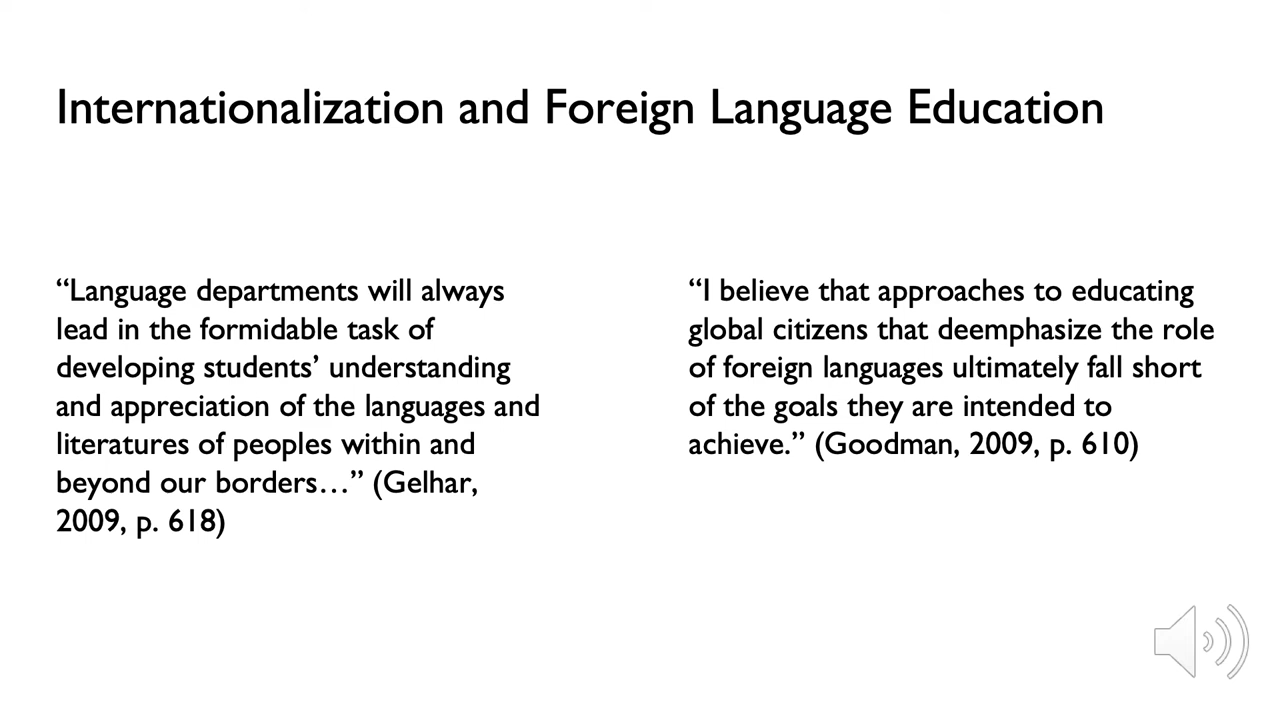 Internationalization and Foreign Language Education
“Language departments will always
lead in the formidable task of
developing students’ understanding
and appreciation of the languages and
literatures of peoples within and
beyond our borders…” (Gelhar,
2009, p. 618)
“I believe that approaches to educating
global citizens that deemphasize the role
of foreign languages ultimately fall short
of the goals they are intended to
achieve.” (Goodman, 2009, p. 610)